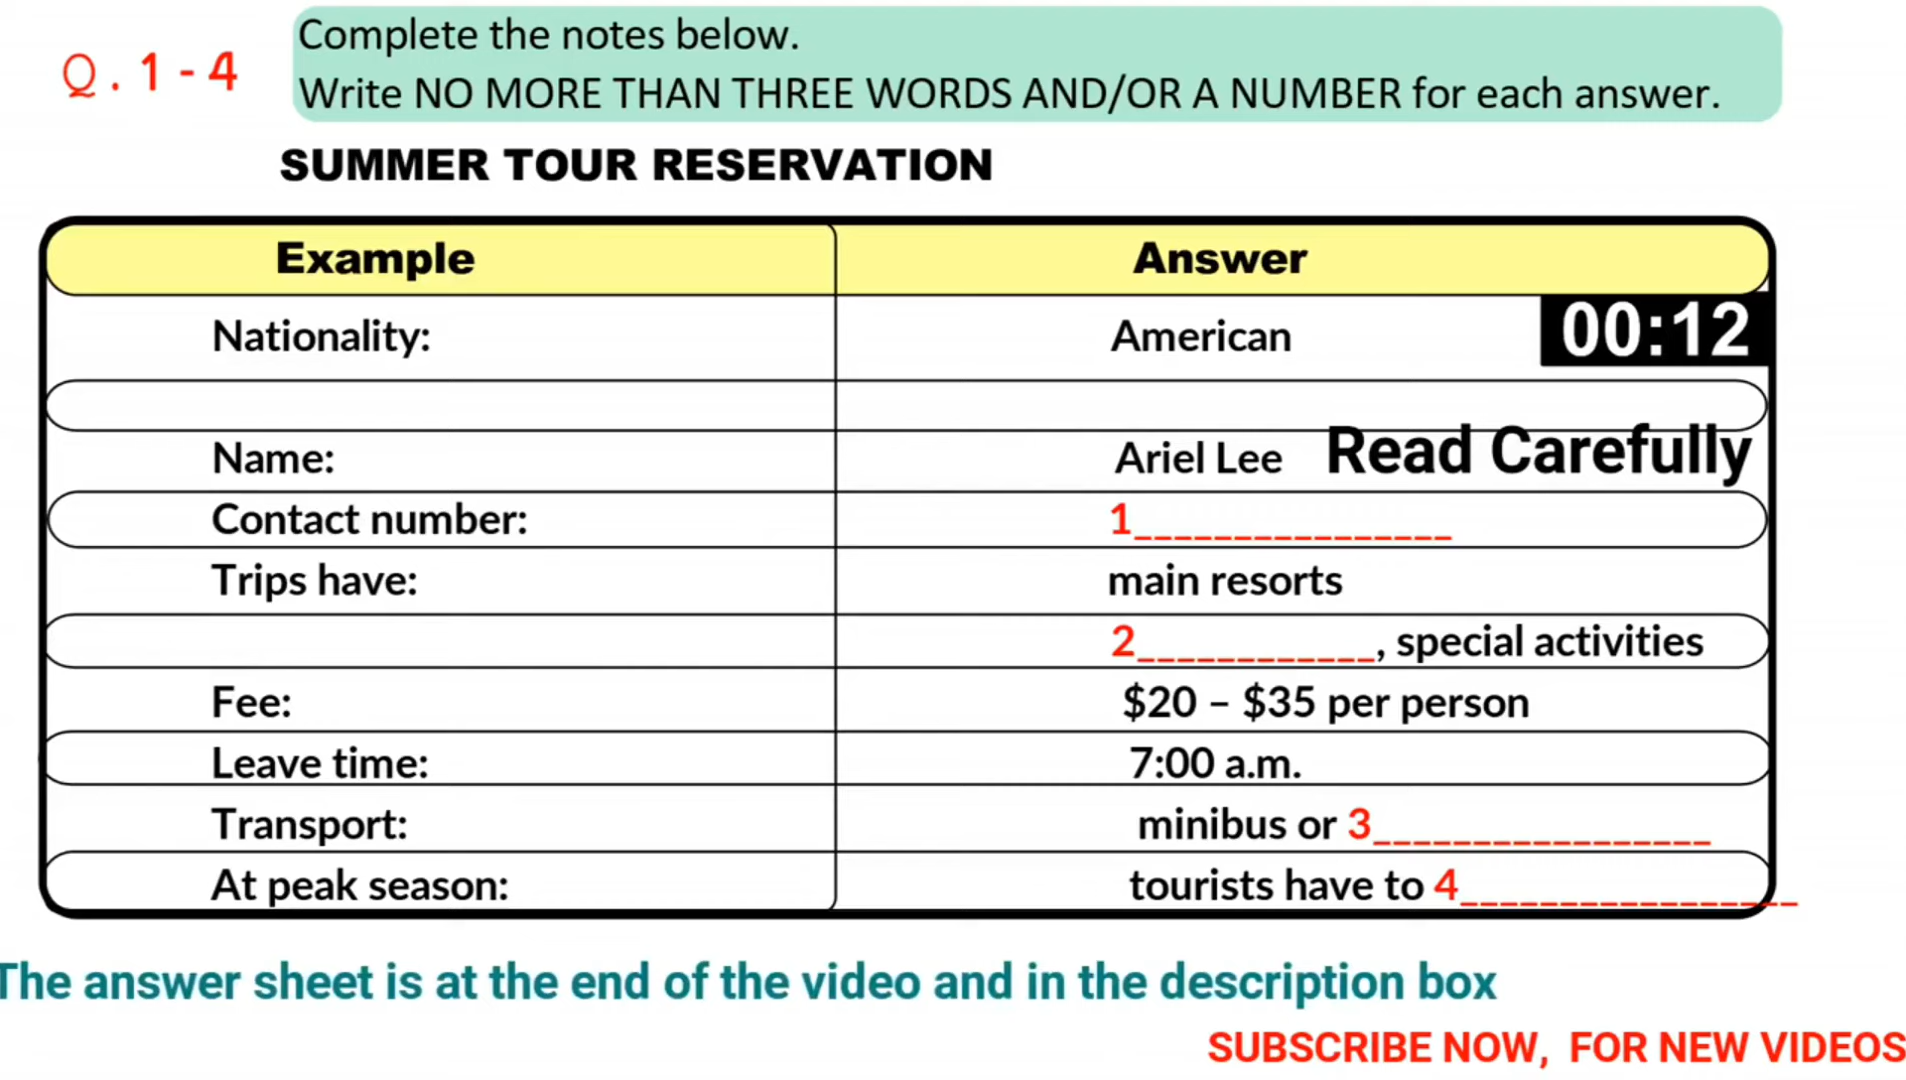 Q. 1 - 4
Complete the notes below.
Write NO MORE THAN THREE WORDS AND/OR A NUMBER for each answer.
SUMMER TOUR RESERVATION
Example Answer
Nationality: American 00:12
Name: Ariel Lee Read Carefully
Contact number: 1________________
Trips have: main resorts
2____________, special activities
Fee: $20 – $35 per person
Leave time: 7:00 a.m.
Transport: minibus or 3_________________
At peak season: tourists have to 4_________________
The answer sheet is at the end of the video and in the description box
SUBSCRIBE NOW, FOR NEW VIDEOS